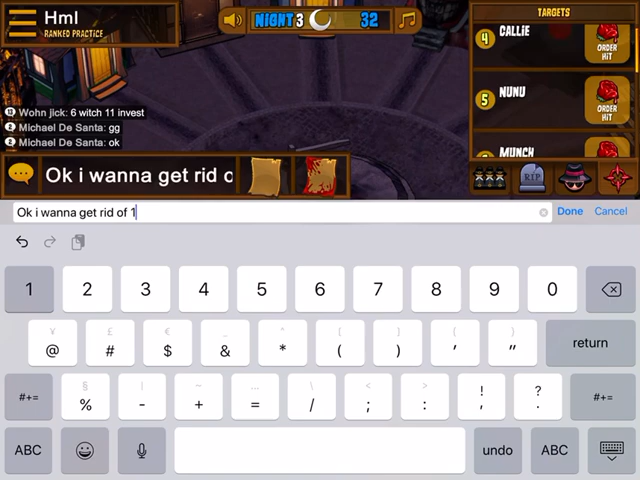 Hml
RANKED PRACTICE
NIGHT 3
32
TARGETS
4 CALLIE
ORDER HIT
5 NUNU
ORDER HIT
MUNCH
11 Wohn jick: 6 witch 11 invest
2 Michael De Santa: gg
2 Michael De Santa: ok
Ok i wanna get rid o
RIP
Ok i wanna get rid of 1
Done
Cancel
1 2 3 4 5 6 7 8 9 0
¥ £ € _ ^ [ ] { }
@ # $ & * ( ) ' "
return
§ | ~ … \ < >
#+= % - + = / ; : ! , ? . #+=
ABC
undo
ABC